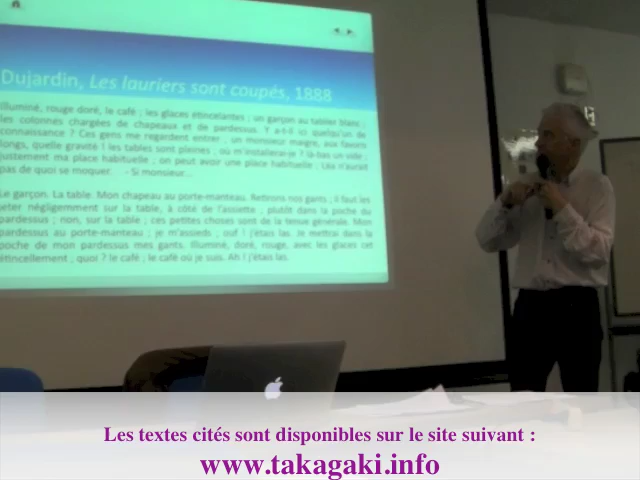 Dujardin, Les lauriers sont coupés, 1888
Illuminé, rouge doré, le café ; les glaces étincelantes ; un garçon au tablier blanc ;
les colonnes chargées de chapeaux et de pardessus. Y a-t-il ici quelqu'un de
connaissance ? Ces gens me regardent entrer ; un monsieur maigre, aux favoris
longs, quelle gravité ! les tables sont pleines ; où m'installerai-je ? là-bas un vide ;
justement ma place habituelle ; on peut avoir une place habituelle ; Léa n'aurait
pas de quoi se moquer. - Si monsieur...
Le garçon. La table. Mon chapeau au porte-manteau. Retirons nos gants ; il faut les
jeter négligemment sur la table, à côté de l'assiette ; plutôt dans la poche du
pardessus ; non, sur la table ; ces petites choses sont de la tenue générale. Mon
pardessus au porte-manteau ; je m'assieds ; ouf ! j'étais las. Je mettrai dans la
poche de mon pardessus mes gants. Illuminé, doré, rouge, avec les glaces cet
étincellement ; quoi ? le café ; le café où je suis. Ah ! j'étais las.
Les textes cités sont disponibles sur le site suivant :
www.takagaki.info